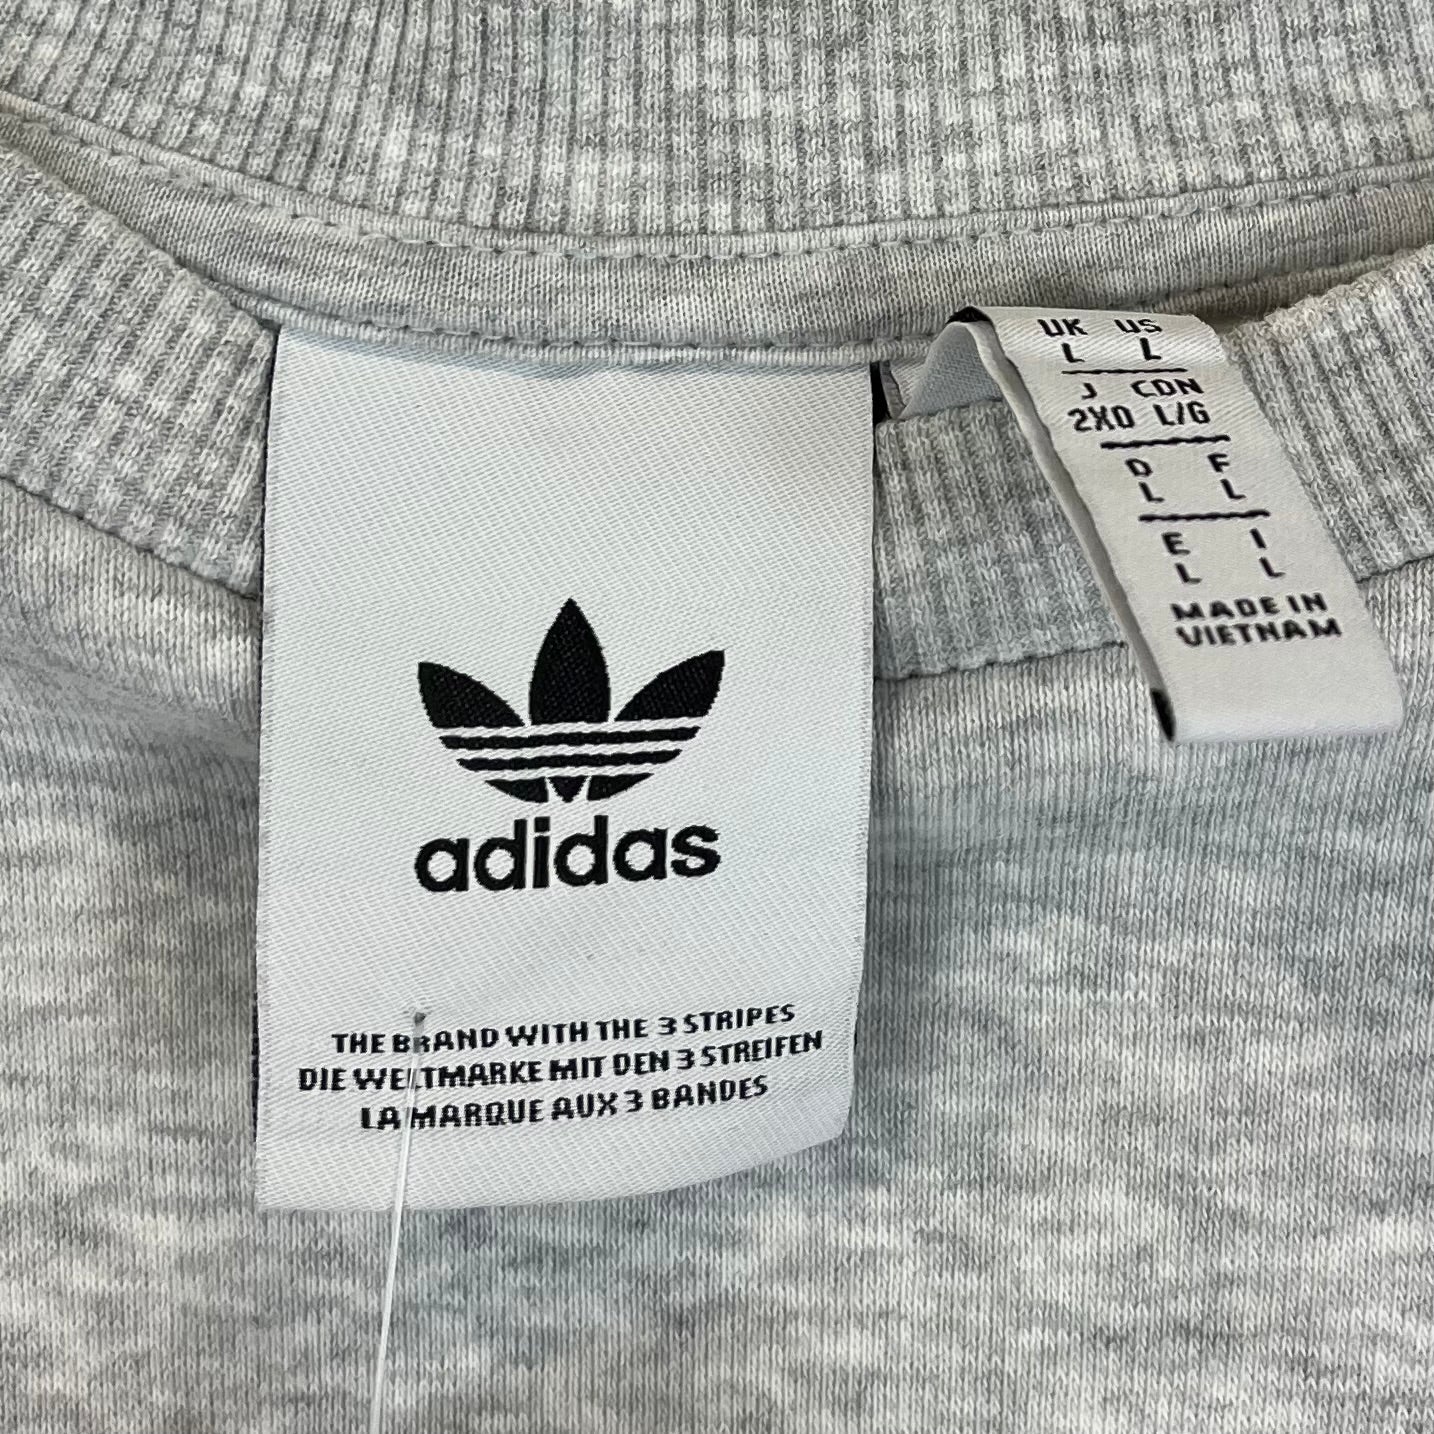 adidas
THE BRAND WITH THE 3 STRIPES
DIE WELTMARKE MIT DEN 3 STREIFEN
LA MARQUE AUX 3 BANDES
UK US
L L
J CDN
2XO L/G
D F
L L
E I
L L
MADE IN
VIETNAM